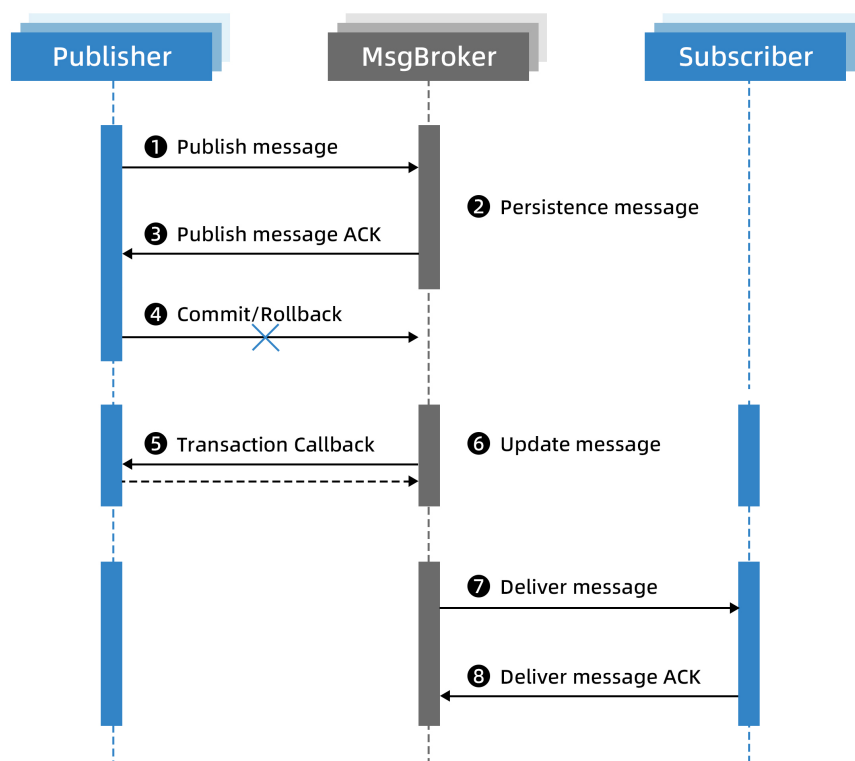 Publisher
MsgBroker
Subscriber
❶ Publish message
❷ Persistence message
❸ Publish message ACK
❹ Commit/Rollback
❺ Transaction Callback
❻ Update message
❼ Deliver message
❽ Deliver message ACK